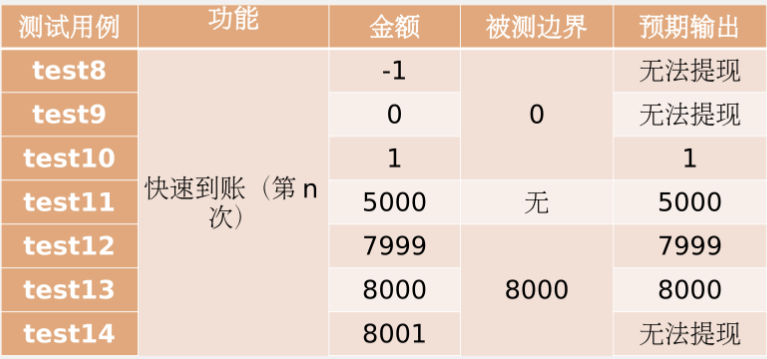 测试用例 功能 金额 被测边界 预期输出
test8 -1 无法提现
test9 0 0 无法提现
test10 1 1
快速到账（第 n
次）
test11 5000 无 5000
test12 7999 7999
test13 8000 8000 8000
test14 8001 无法提现